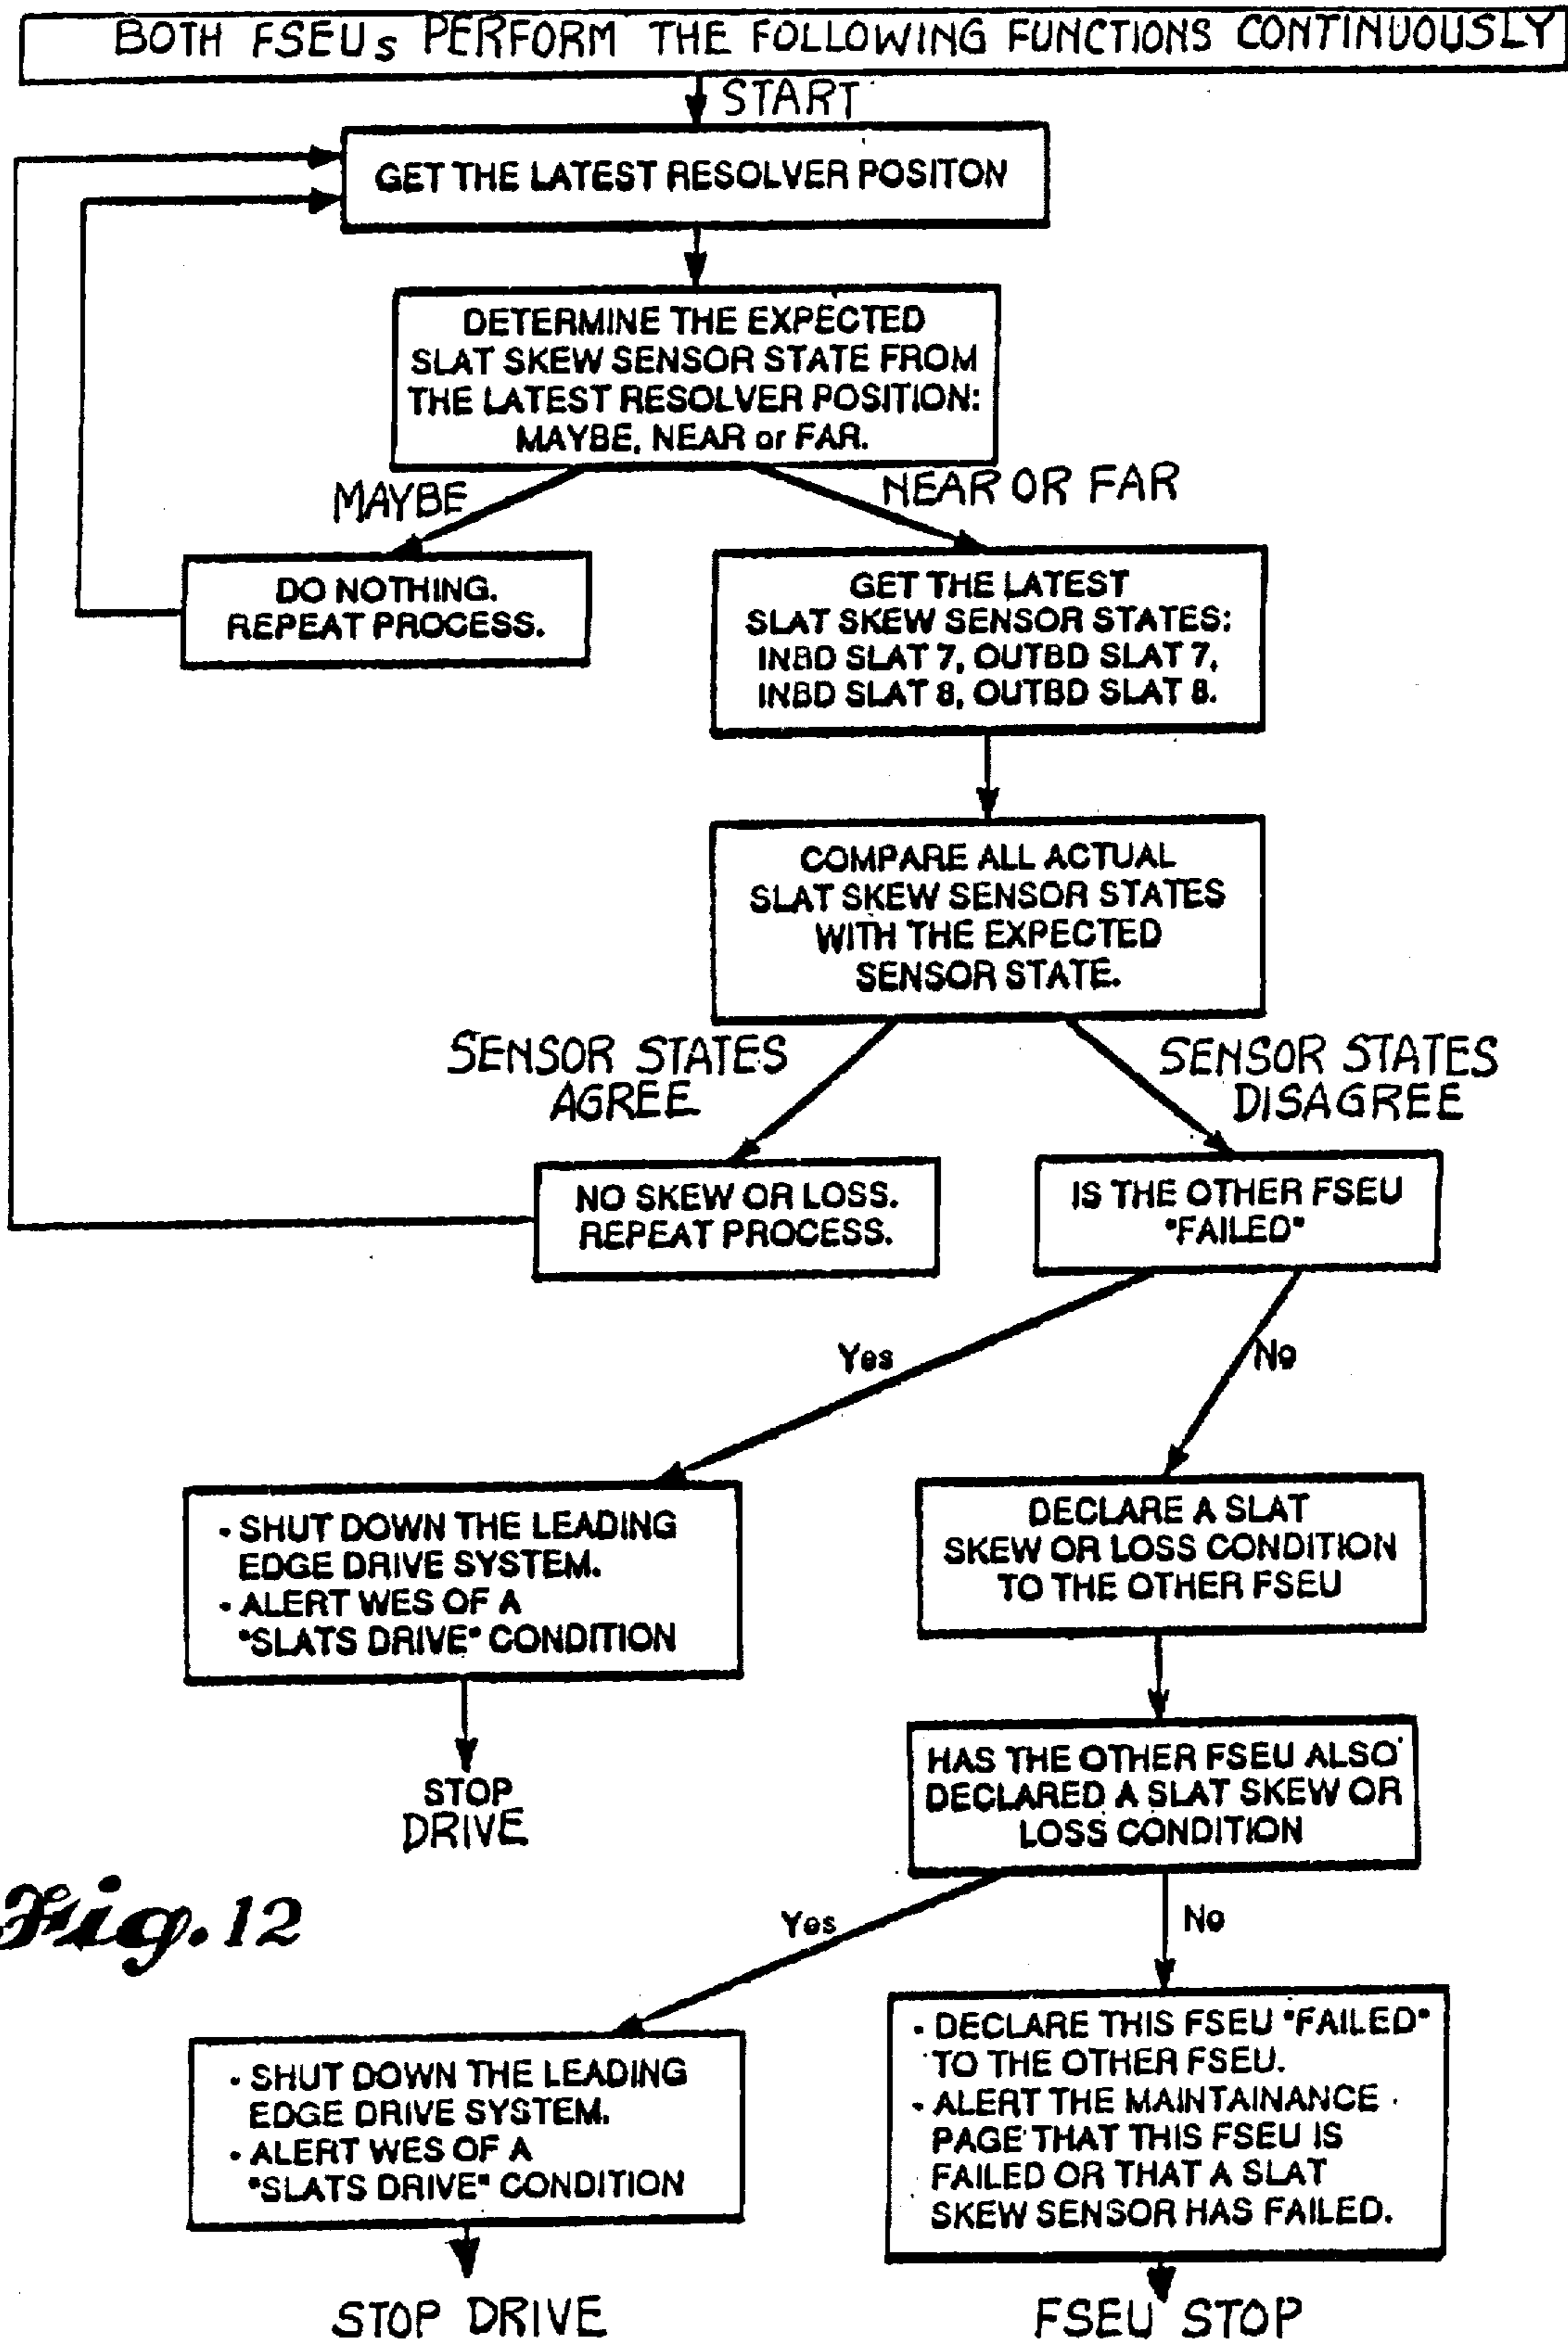 BOTH FSEUs PERFORM THE FOLLOWING FUNCTIONS CONTINUOUSLY
START
GET THE LATEST RESOLVER POSITON
DETERMINE THE EXPECTED
SLAT SKEW SENSOR STATE FROM
THE LATEST RESOLVER POSITION:
MAYBE, NEAR or FAR.
MAYBE
NEAR OR FAR
DO NOTHING.
REPEAT PROCESS.
GET THE LATEST
SLAT SKEW SENSOR STATES:
INBD SLAT 7, OUTBD SLAT 7,
INBD SLAT 8, OUTBD SLAT 8.
COMPARE ALL ACTUAL
SLAT SKEW SENSOR STATES
WITH THE EXPECTED
SENSOR STATE.
SENSOR STATES
AGREE
SENSOR STATES
DISAGREE
NO SKEW OR LOSS.
REPEAT PROCESS.
IS THE OTHER FSEU
"FAILED"
Yes
No
- SHUT DOWN THE LEADING
EDGE DRIVE SYSTEM.
- ALERT WES OF A
"SLATS DRIVE" CONDITION
STOP
DRIVE
DECLARE A SLAT
SKEW OR LOSS CONDITION
TO THE OTHER FSEU
HAS THE OTHER FSEU ALSO
DECLARED A SLAT SKEW OR
LOSS CONDITION
Fig. 12
Yes
No
- SHUT DOWN THE LEADING
EDGE DRIVE SYSTEM.
- ALERT WES OF A
"SLATS DRIVE" CONDITION
STOP DRIVE
- DECLARE THIS FSEU "FAILED"
TO THE OTHER FSEU.
- ALERT THE MAINTAINANCE
PAGE THAT THIS FSEU IS
FAILED OR THAT A SLAT
SKEW SENSOR HAS FAILED.
FSEU STOP